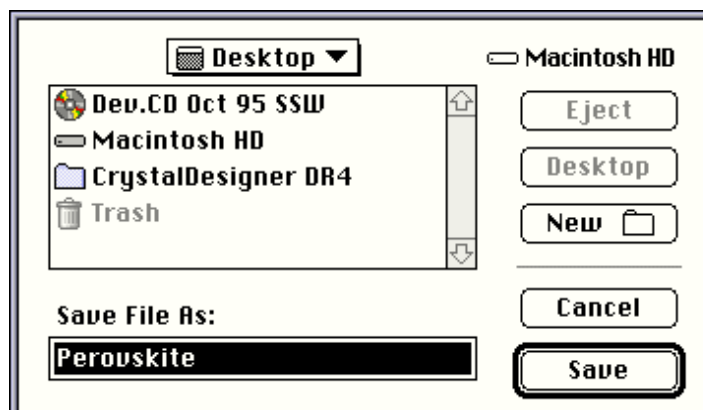 Desktop
Macintosh HD
Dev.CD Oct 95 SSW
Macintosh HD
CrystalDesigner DR4
Trash
Eject
Desktop
New
Save File As:
Perovskite
Cancel
Save